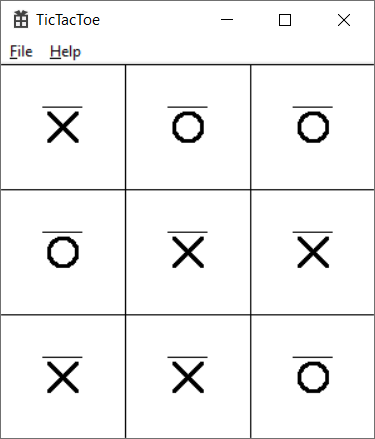 TicTacToe
File Help
X O O
O X X
X X O